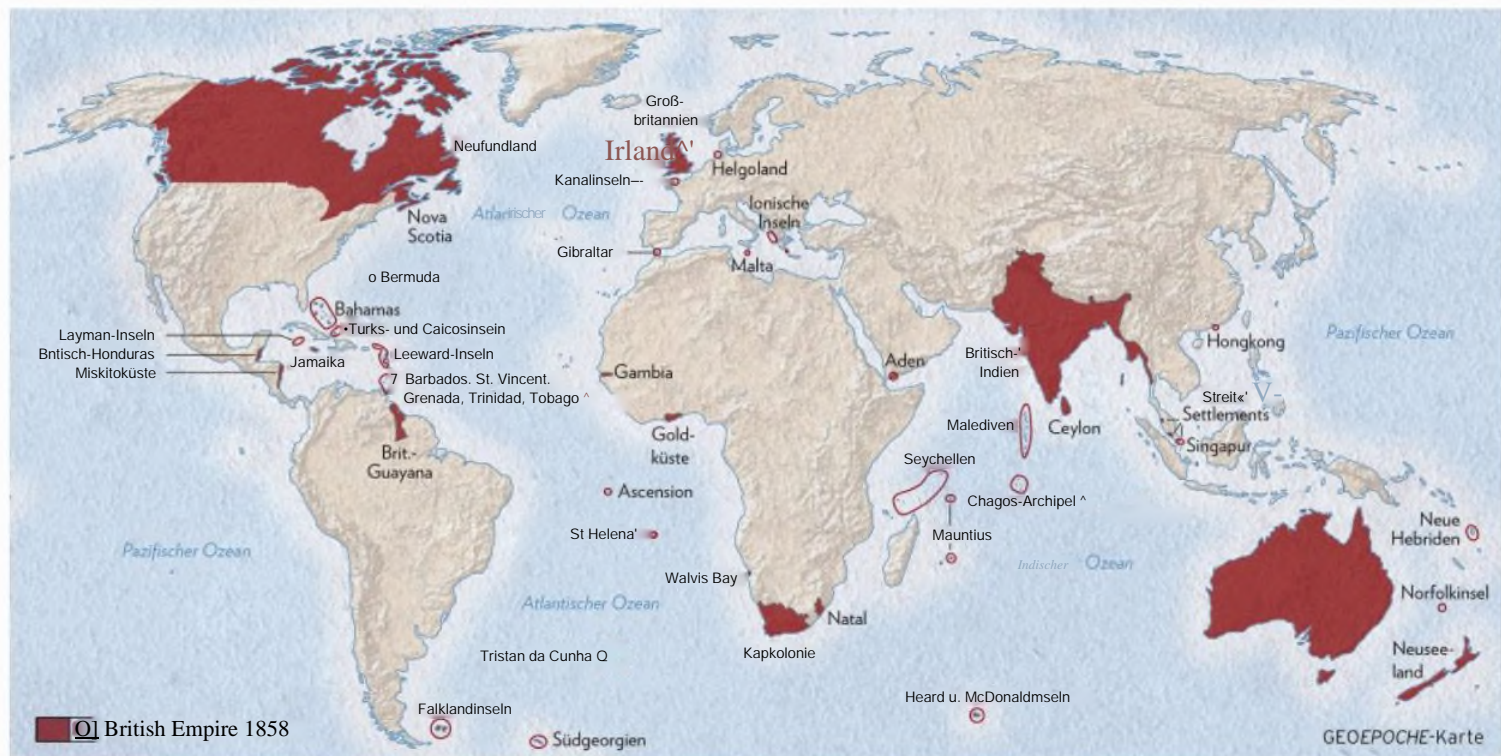 Groß-
britannien
Neufundland
Irland^'
Helgoland
Kanalinseln—-
Ionische
Inseln
Nova
Scotia
Atlantischer Ozean
Gibraltar
Malta
o Bermuda
Bahamas
•Turks- und Caicosinsein
Layman-Inseln
Bntisch-Honduras
Miskitoküste
Jamaika
Leeward-Inseln
7 Barbados. St. Vincent.
Grenada, Trinidad, Tobago ^
Gambia
Aden
Britisch-'
Indien
Hongkong
Pazifischer Ozean
Streit«'
Settlements
Singapur
Malediven
Ceylon
Brit.-
Guayana
Gold-
küste
Seychellen
Ascension
Chagos-Archipel ^
St Helena'
Mauntius
Neue
Hebriden
Pazifischer Ozean
Walvis Bay
Indischer Ozean
Norfolkinsel
Atlantischer Ozean
Natal
Kapkolonie
Tristan da Cunha Q
Neusee-
land
Falklandinseln
Heard u. McDonaldmseln
O] British Empire 1858
Südgeorgien
GEOEPOCHE-Karte